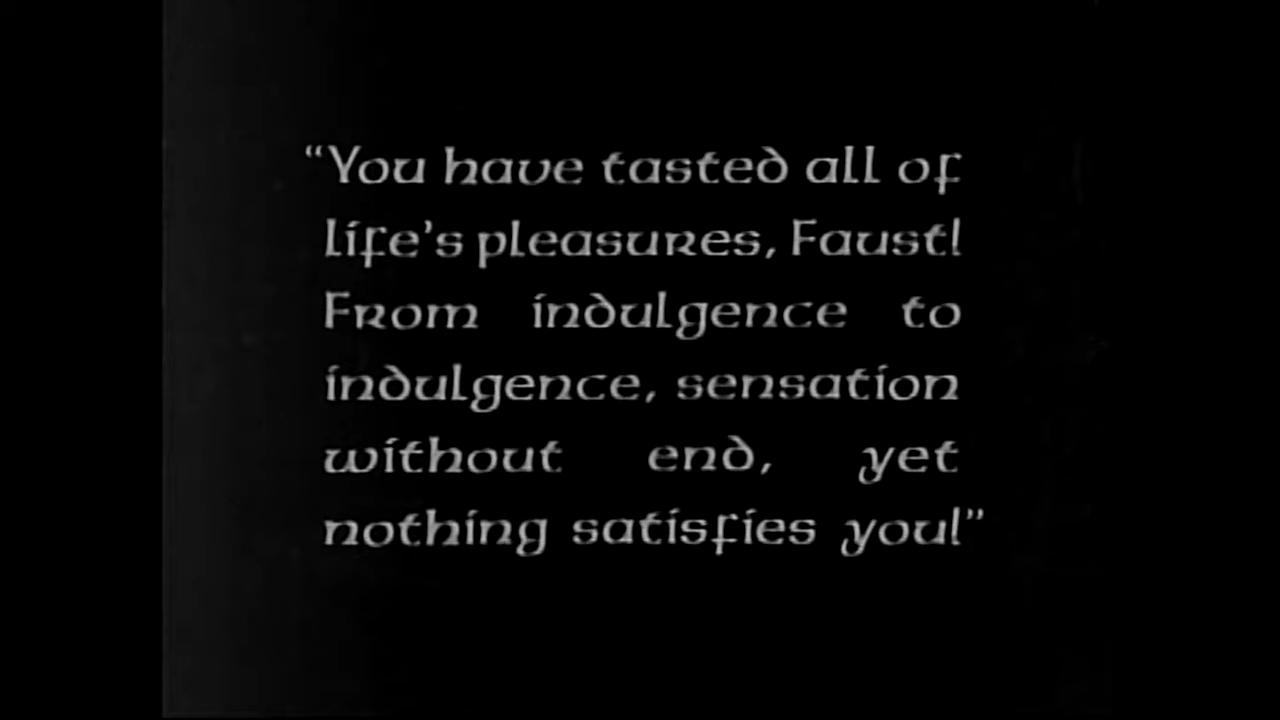 “You have tasted all of
life’s pleasures, Faust!
From indulgence to
indulgence, sensation
without end, yet
nothing satisfies you!”